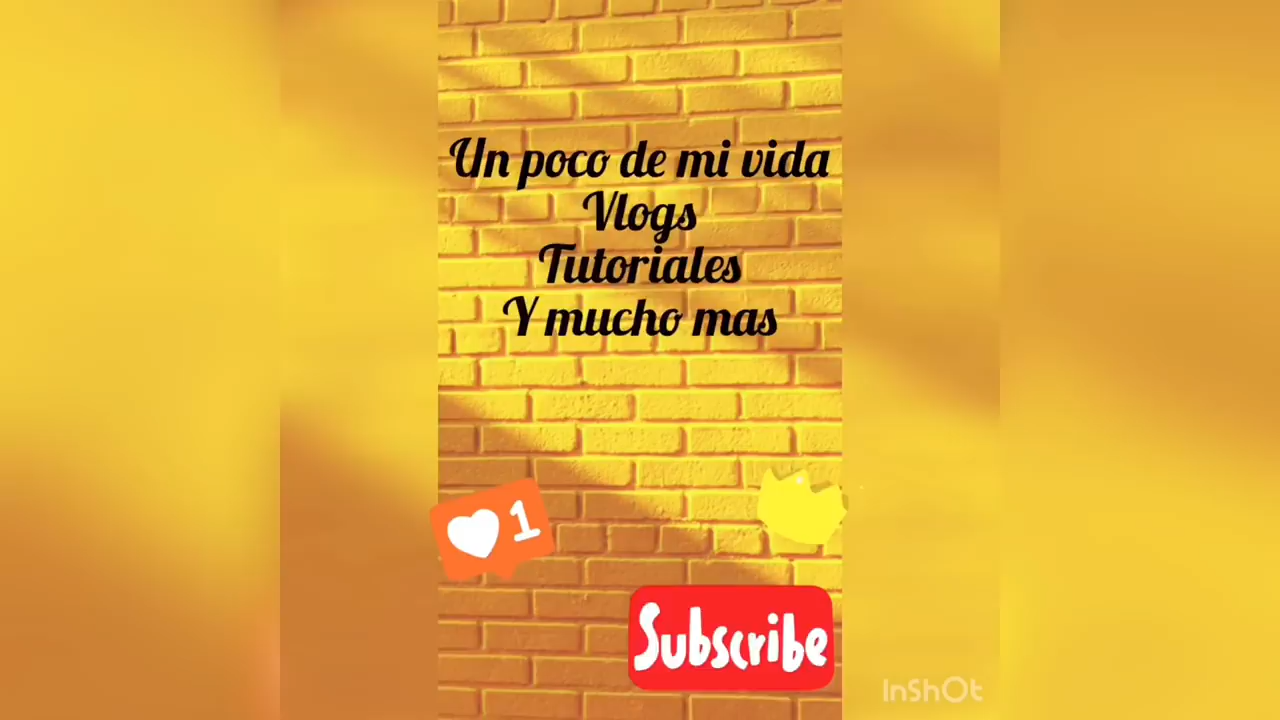 Un poco de mi vida
Vlogs
Tutoriales
Y mucho mas
1
Subscribe
InShOt